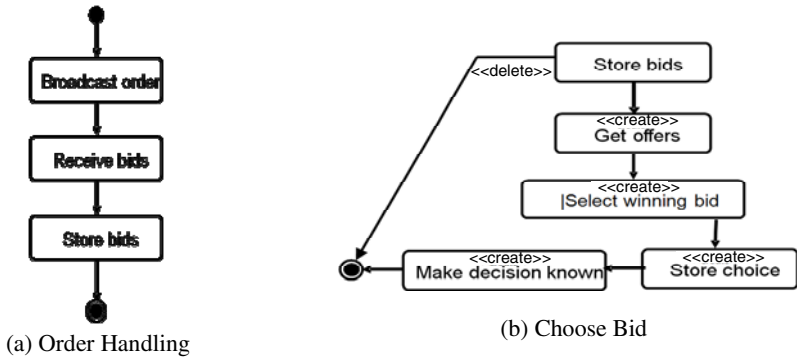 Broadcast order
Receive bids
Store bids
(a) Order Handling
Store bids
<<delete>>
<<create>>
Get offers
<<create>>
|Select winning bid
<<create>>
Store choice
<<create>>
Make decision known
(b) Choose Bid